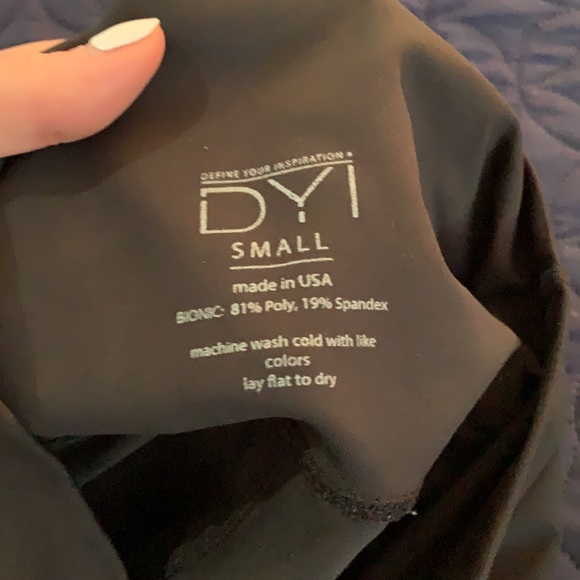 DEFINE YOUR INSPIRATION
DYI
SMALL
made in USA
BIONIC: 81% Poly, 19% Spandex
machine wash cold with like
colors
lay flat to dry